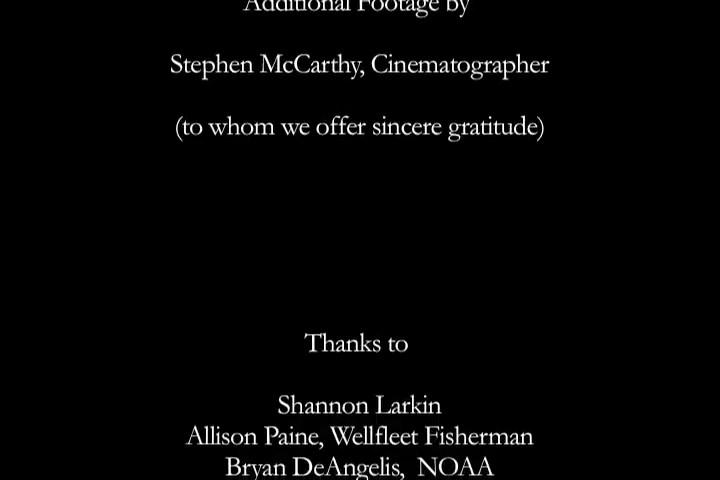 Additional Footage by
Stephen McCarthy, Cinematographer
(to whom we offer sincere gratitude)
Thanks to
Shannon Larkin
Allison Paine, Wellfleet Fisherman
Bryan DeAngelis, NOAA